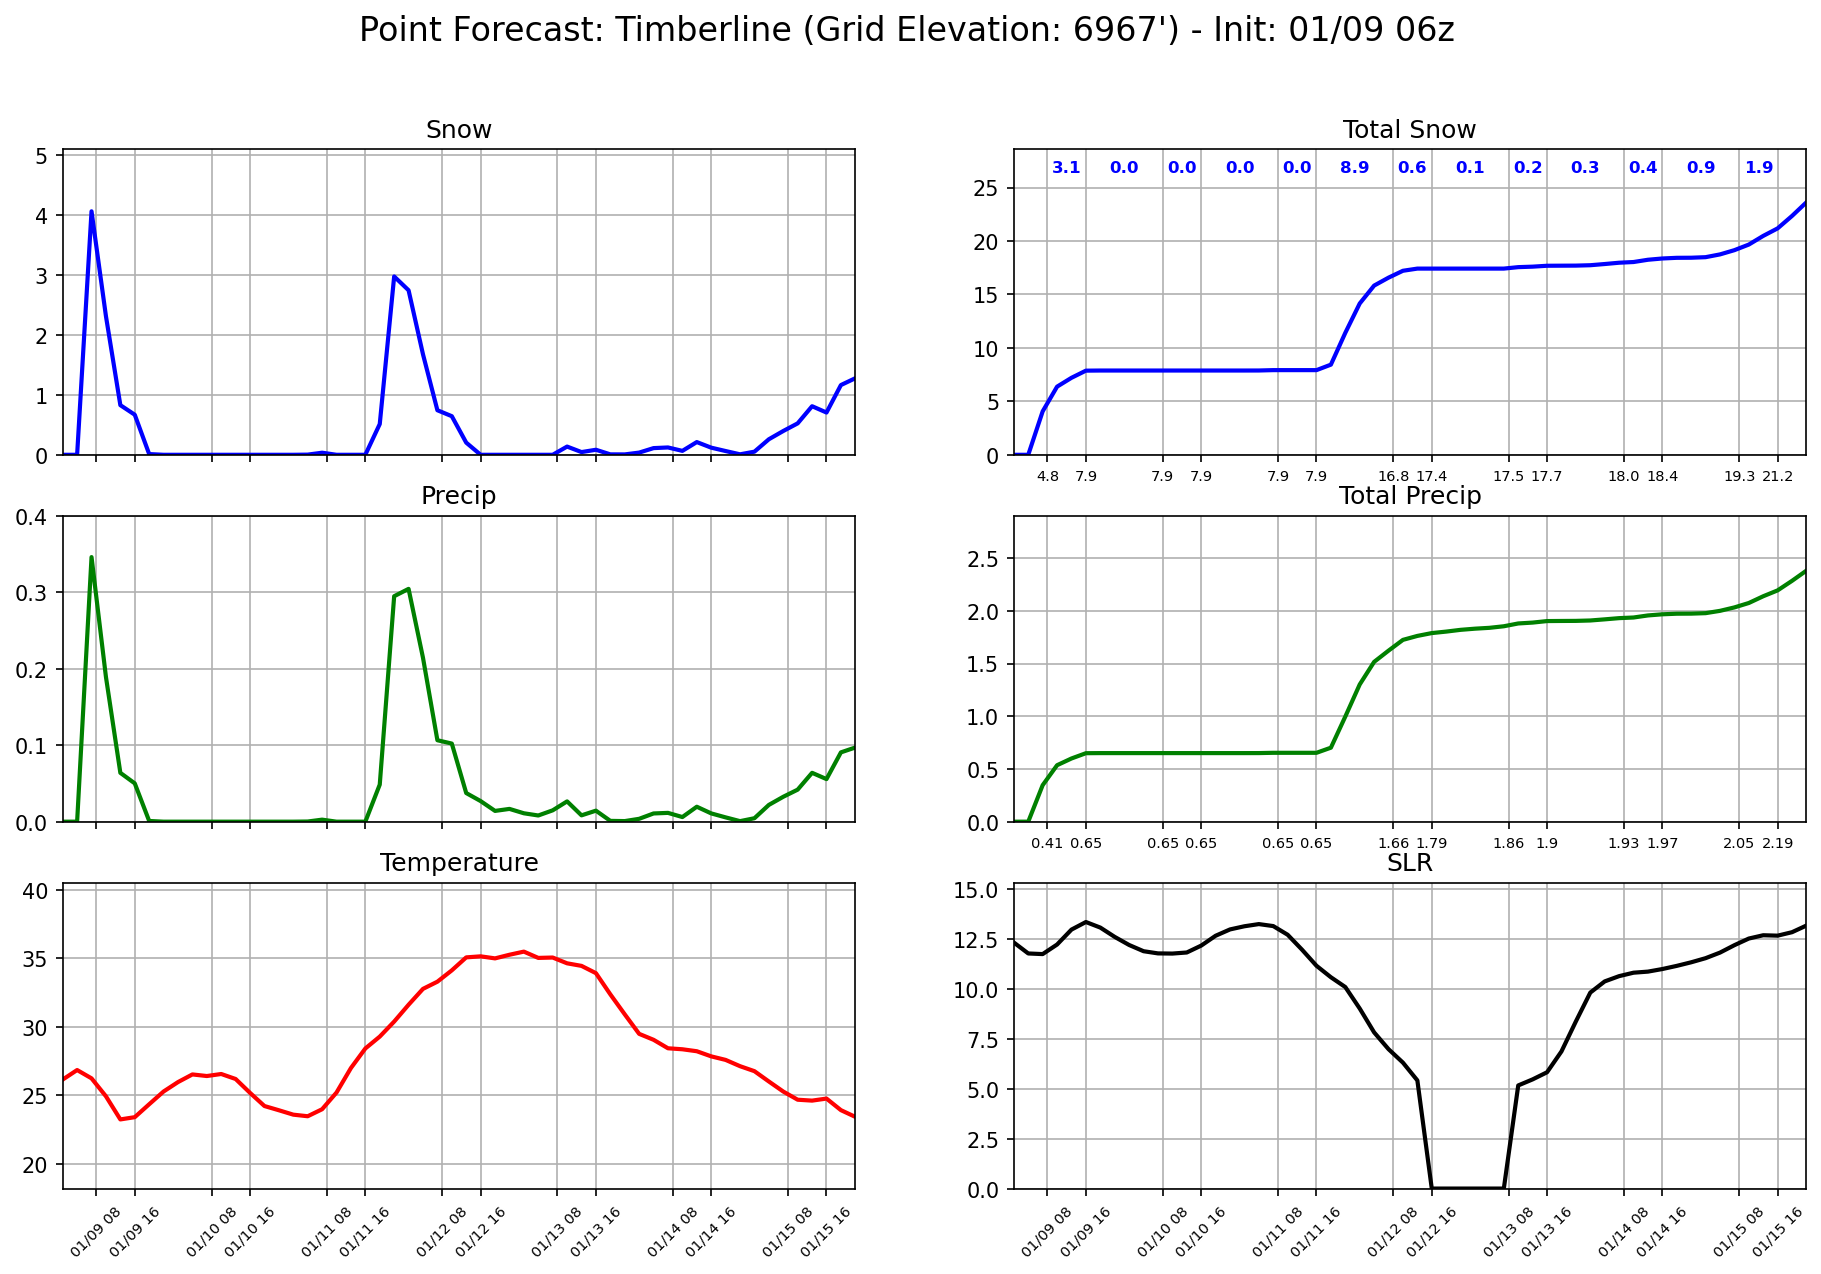 Point Forecast: Timberline (Grid Elevation: 6967') - Init: 01/09 06z
Snow
5
4
3
2
1
0
Total Snow
3.1 0.0 0.0 0.0 0.0 8.9 0.6 0.1 0.2 0.3 0.4 0.9 1.9
25
20
15
10
5
0
4.8 7.9 7.9 7.9 7.9 7.9 16.8 17.4 17.5 17.7 18.0 18.4 19.3 21.2
Precip
0.4
0.3
0.2
0.1
0.0
Total Precip
2.5
2.0
1.5
1.0
0.5
0.0
0.41 0.65 0.65 0.65 0.65 0.65 1.66 1.79 1.86 1.9 1.93 1.97 2.05 2.19
Temperature
40
35
30
25
20
01/09 08 01/09 16 01/10 08 01/10 16 01/11 08 01/11 16 01/12 08 01/12 16 01/13 08 01/13 16 01/14 08 01/14 16 01/15 08 01/15 16
SLR
15.0
12.5
10.0
7.5
5.0
2.5
0.0
01/09 08 01/09 16 01/10 08 01/10 16 01/11 08 01/11 16 01/12 08 01/12 16 01/13 08 01/13 16 01/14 08 01/14 16 01/15 08 01/15 16